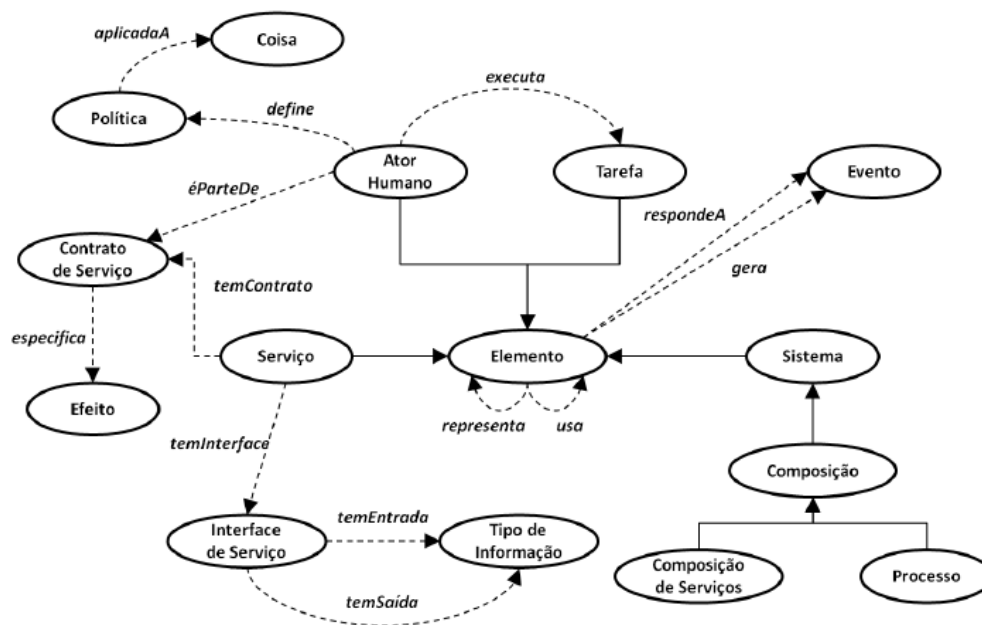 aplicadaA
Coisa
executa
Política
define
Ator
Humano
Tarefa
Evento
éParteDe
respondeA
Contrato
de Serviço
temContrato
gera
especifica
Serviço
Elemento
Sistema
Efeito
representa
usa
temInterface
Composição
Interface
de Serviço
temEntrada
Tipo de
Informação
Composição
de Serviços
Processo
temSaída